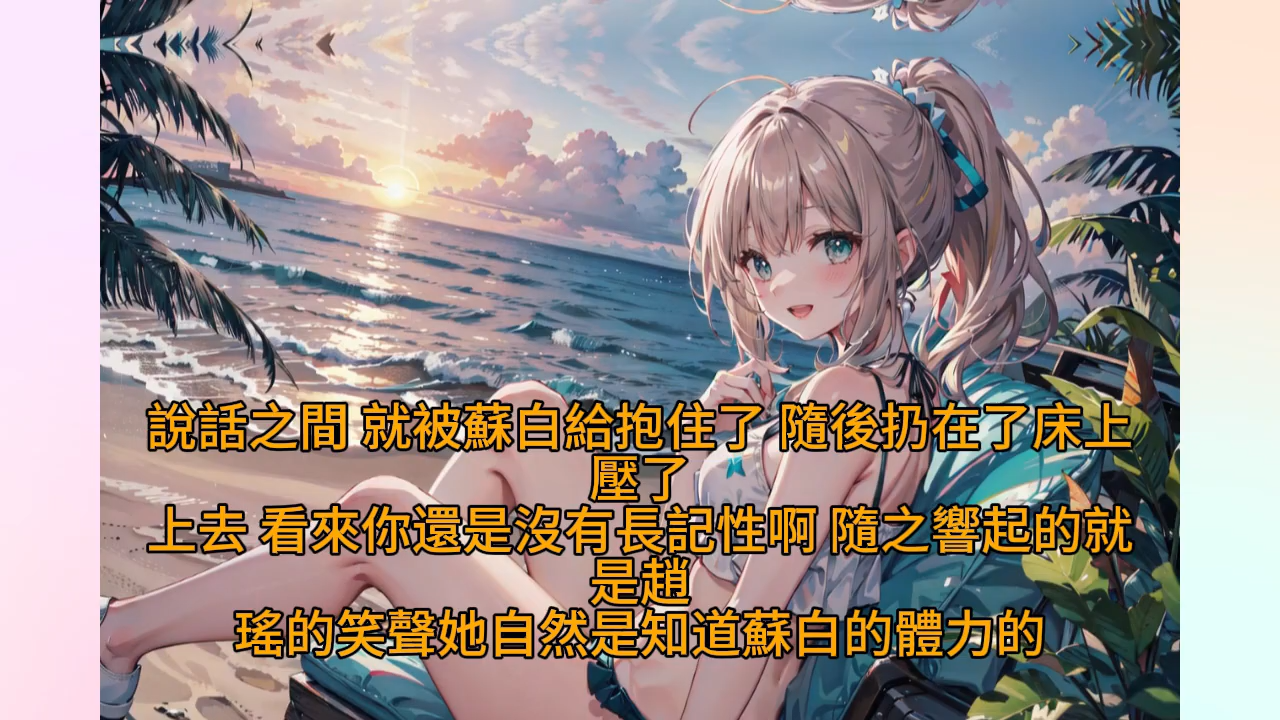 說話之間 就被蘇白給抱住了 隨後扔在了床上
壓了
上去 看來你還是沒有長記性啊 隨之響起的就
是趙
瑤的笑聲她自然是知道蘇白的體力的